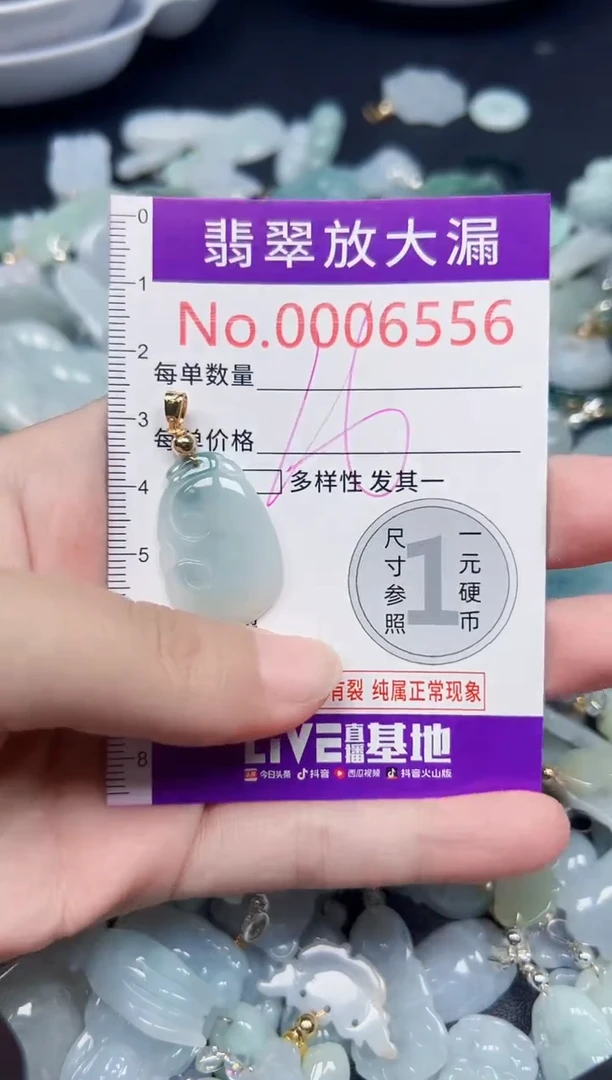 翡翠放大漏
No.0006556
每单数量
每单价格
多样性 发其一
尺寸参照
1
一元硬币
有裂 纯属正常现象
LIVE直播基地
今日头条 抖音 西瓜视频 抖音火山版
0
1
2
3
4
5
8